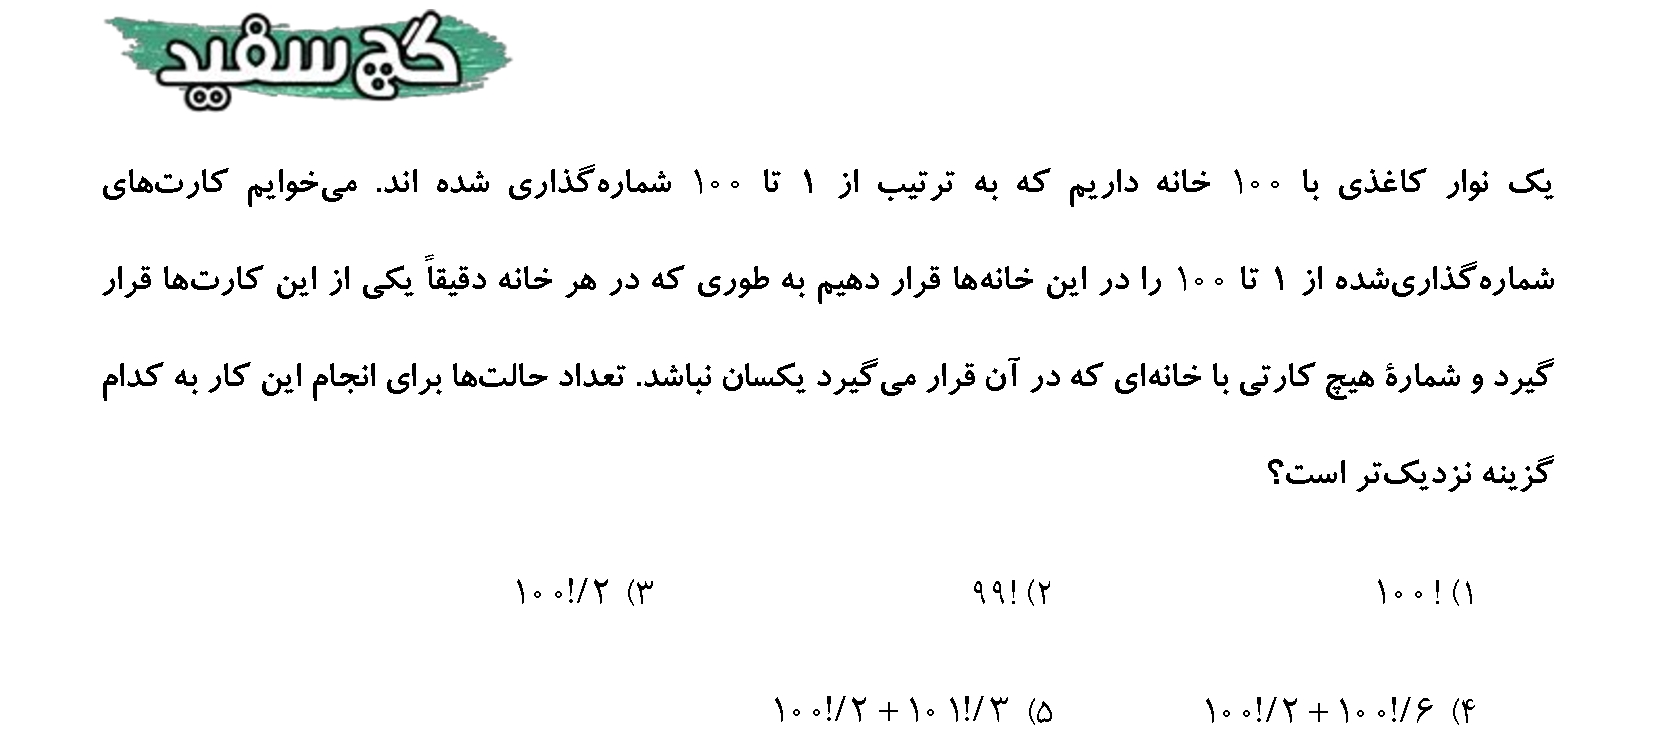 گچ سفید
یک نوار کاغذی با ۱۰۰ خانه داریم که به ترتیب از ۱ تا ۱۰۰ شماره‌گذاری شده اند. می‌خوایم کارت‌های
شماره‌گذاری‌شده از ۱ تا ۱۰۰ را در این خانه‌ها قرار دهیم به طوری که در هر خانه دقیقاً یکی از این کارت‌ها قرار
گیرد و شمارهٔ هیچ کارتی با خانه‌ای که در آن قرار می‌گیرد یکسان نباشد. تعداد حالت‌ها برای انجام این کار به کدام
گزینه نزدیک‌تر است؟
۱) ۱۰۰! ۲) ۹۹! ۳) ۱۰۰!/۲
۴) ۱۰۰!/۲ + ۱۰۰!/۶ ۵) ۱۰۰!/۲ + ۱۰۱!/۳